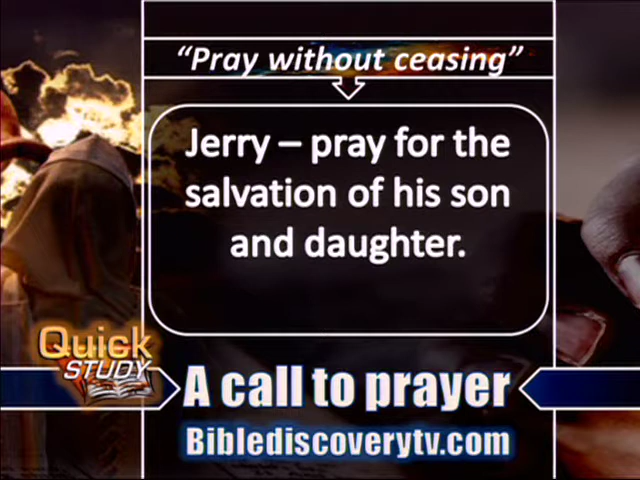 “Pray without ceasing”
Jerry – pray for the
salvation of his son
and daughter.
Quick
STUDY
A call to prayer
Biblediscoverytv.com